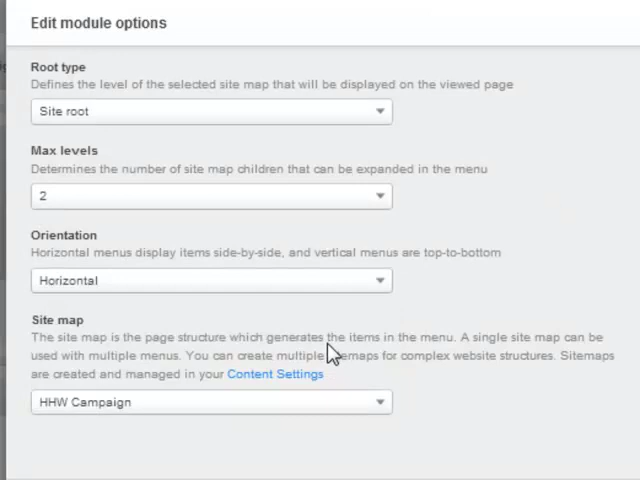 Edit module options
Root type
Defines the level of the selected site map that will be displayed on the viewed page
Site root
Max levels
Determines the number of site map children that can be expanded in the menu
2
Orientation
Horizontal menus display items side-by-side, and vertical menus are top-to-bottom
Horizontal
Site map
The site map is the page structure which generates the items in the menu. A single site map can be
used with multiple menus. You can create multiple sitemaps for complex website structures. Sitemaps
are created and managed in your Content Settings
HHW Campaign